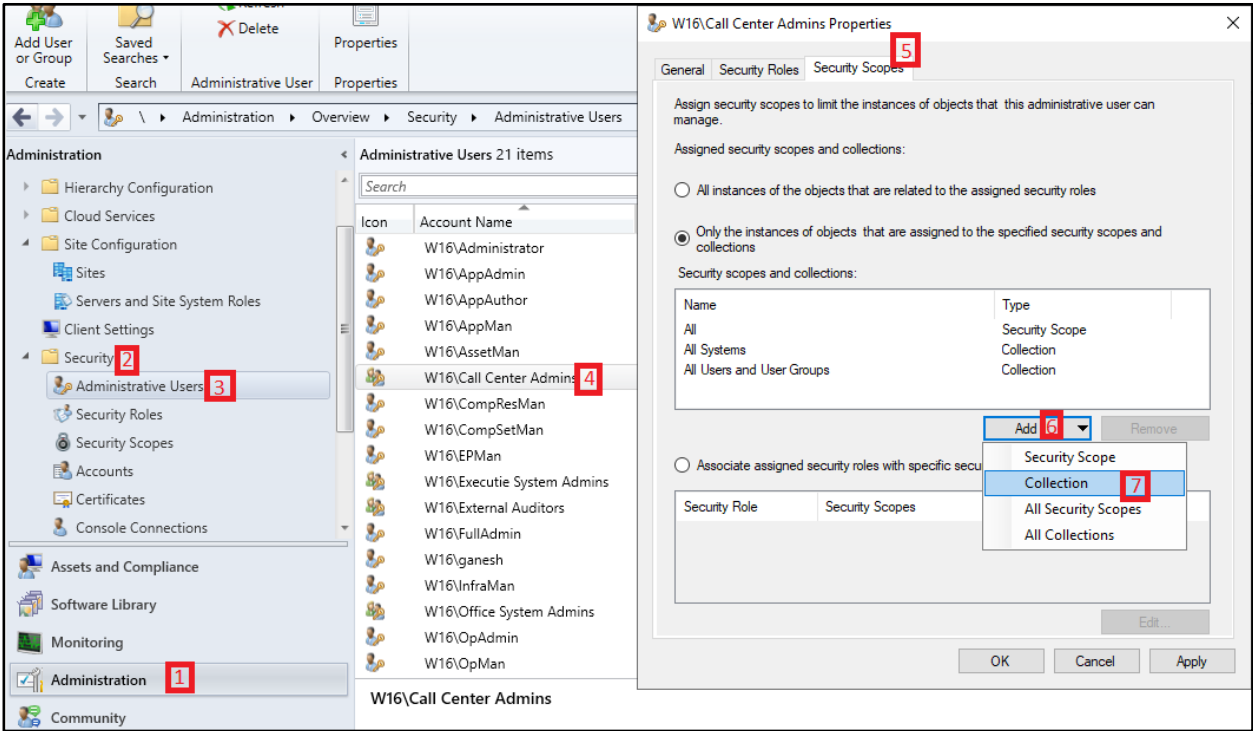 Add User
or Group
Create
Saved
Searches
Search
Refresh
Delete
Administrative User
Properties
Properties
\ Administration Overview Security Administrative Users
Administration
Hierarchy Configuration
Cloud Services
Site Configuration
Sites
Servers and Site System Roles
Client Settings
Security 2
Administrative Users 3
Security Roles
Security Scopes
Accounts
Certificates
Console Connections
Assets and Compliance
Software Library
Monitoring
Administration 1
Community
Administrative Users 21 items
Search
Icon Account Name
W16\Administrator
W16\AppAdmin
W16\AppAuthor
W16\AppMan
W16\AssetMan
W16\Call Center Admins 4
W16\CompResMan
W16\CompSetMan
W16\EPMan
W16\Executie System Admins
W16\External Auditors
W16\FullAdmin
W16\ganesh
W16\InfraMan
W16\Office System Admins
W16\OpAdmin
W16\OpMan
W16\Call Center Admins
W16\Call Center Admins Properties
5
General Security Roles Security Scopes
Assign security scopes to limit the instances of objects that this administrative user can
manage.
Assigned security scopes and collections:
All instances of the objects that are related to the assigned security roles
Only the instances of objects that are assigned to the specified security scopes and
collections
Security scopes and collections:
Name Type
All Security Scope
All Systems Collection
All Users and User Groups Collection
Add 6 Remove
Security Scope
Collection 7
All Security Scopes
All Collections
Associate assigned security roles with specific secu
Security Role Security Scopes
Edit...
OK Cancel Apply